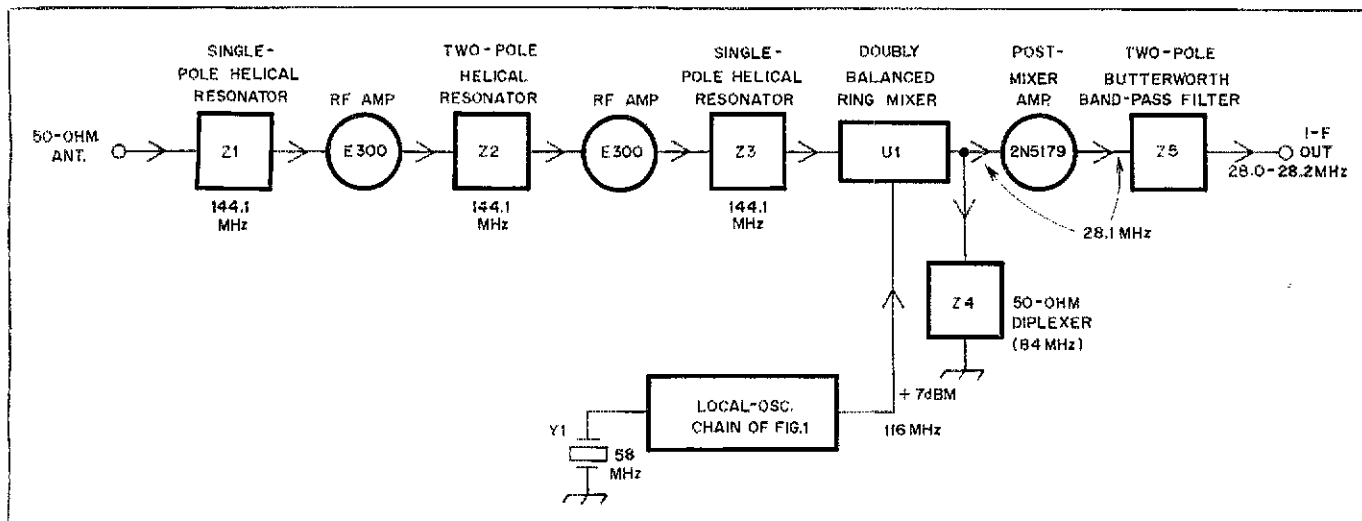 SINGLE-
POLE HELICAL
RESONATOR
RF AMP
TWO-POLE
HELICAL
RESONATOR
RF AMP
SINGLE-
POLE HELICAL
RESONATOR
DOUBLY
BALANCED
RING MIXER
POST-
MIXER
AMP.
TWO-POLE
BUTTERWORTH
BAND-PASS FILTER
50-OHM
ANT.
Z1
E300
Z2
E300
Z3
U1
2N5179
Z5
I-F
OUT
28.0-28.2MHz
144.1
MHz
144.1
MHz
144.1
MHz
28.1 MHz
Z4
50-OHM
DIPLEXER
(84 MHz)
+7dBM
116 MHz
LOCAL-OSC.
CHAIN OF FIG.1
Y1
58
MHz